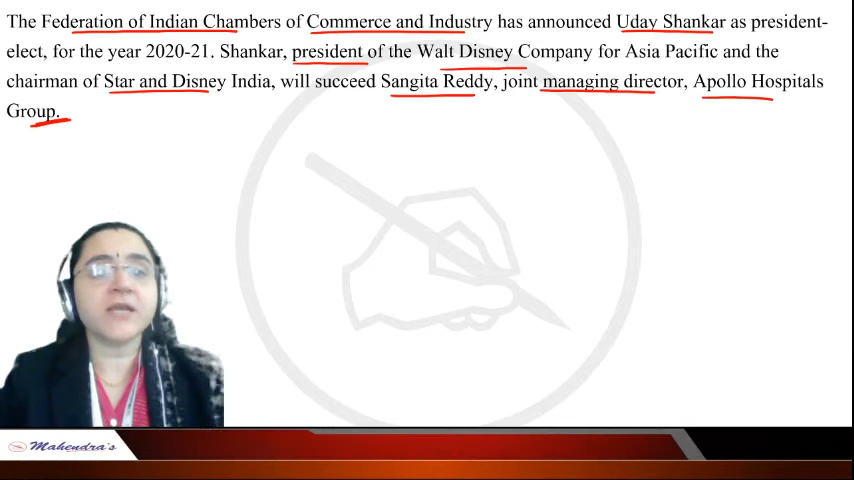 The Federation of Indian Chambers of Commerce and Industry has announced Uday Shankar as president-
elect, for the year 2020-21. Shankar, president of the Walt Disney Company for Asia Pacific and the
chairman of Star and Disney India, will succeed Sangita Reddy, joint managing director, Apollo Hospitals
Group.
Mahendra's